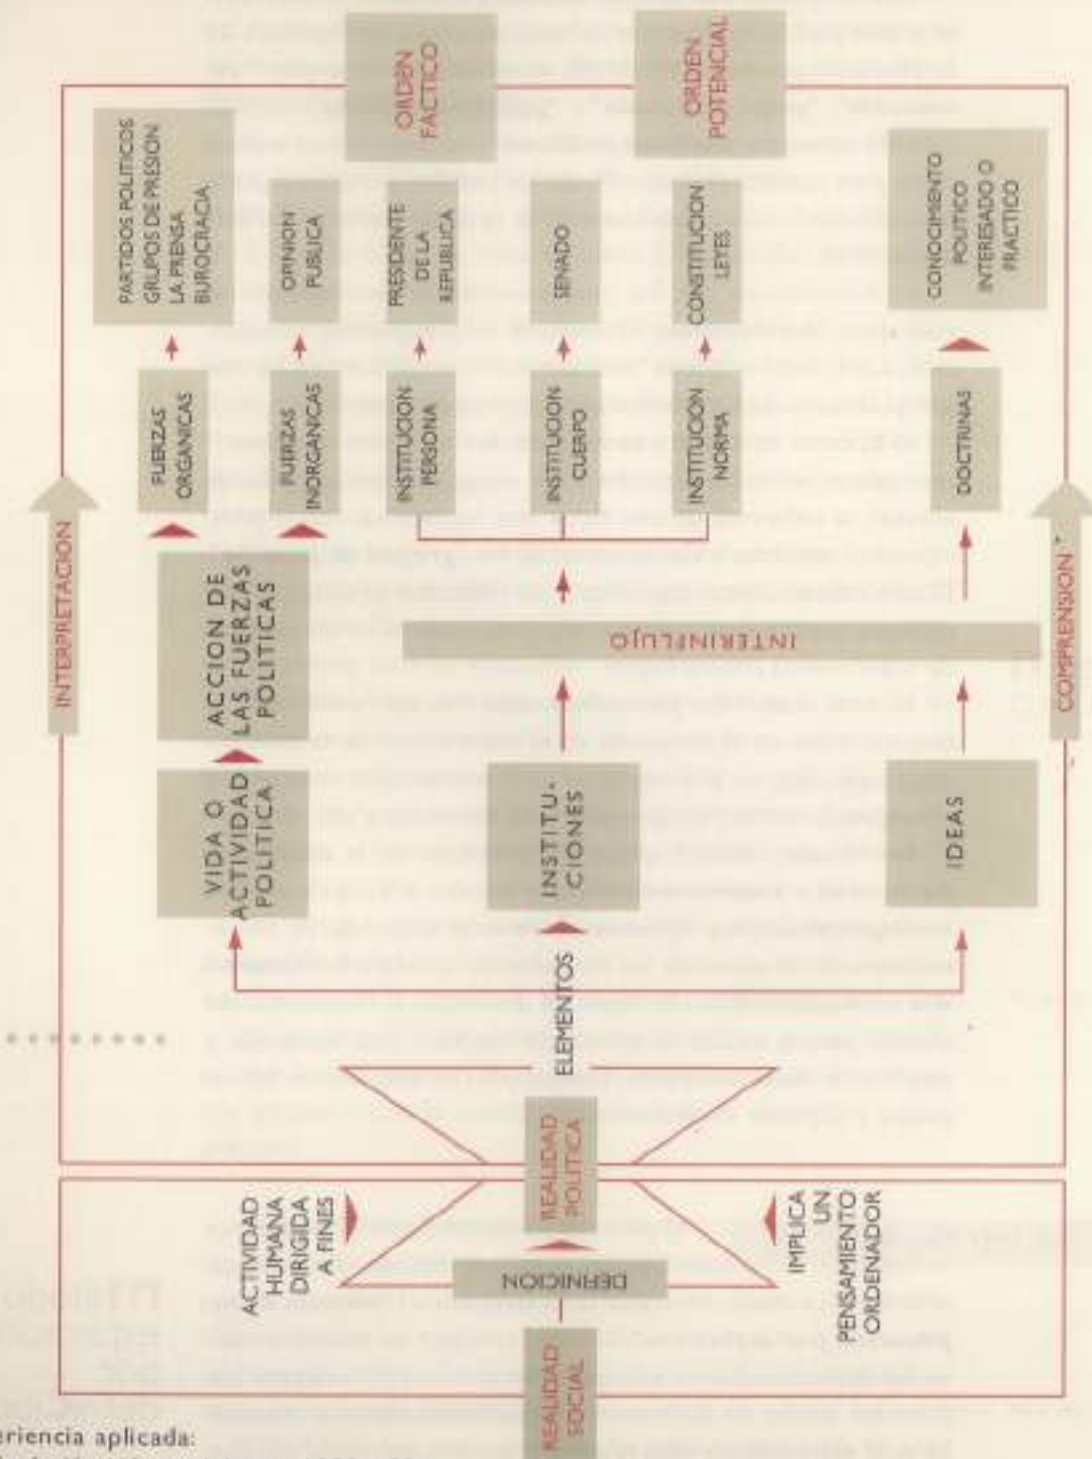 REALIDAD
SOCIAL
DEFINICION
ACTIVIDAD
HUMANA
DIRIGIDA
A FINES
IMPLICA
UN
PENSAMIENTO
ORDENADOR
REALIDAD
POLITICA
ELEMENTOS
INTERPRETACION
VIDA O
ACTIVIDAD
POLITICA
ACCION DE
LAS FUERZAS
POLITICAS
FUERZAS
ORGANICAS
PARTIDOS POLITICOS
GRUPOS DE PRESION
LA PRENSA
BUROCRACIA
FUERZAS
INORGANICAS
OPINION
PUBLICA
ORDEN
FACTICO
INSTITU-
CIONES
INTERINFLUJO
INSTITUCION
PERSONA
PRESIDENTE
DE LA
REPUBLICA
INSTITUCION
CUERPO
SENADO
INSTITUCION
NORMA
CONSTITUCION
LEYES
ORDEN
POTENCIAL
IDEAS
DOCTRINAS
CONOCIMIENTO
POLITICO
INTERESADO O
PRACTICO
COMPRENSION
eriencia aplicada: